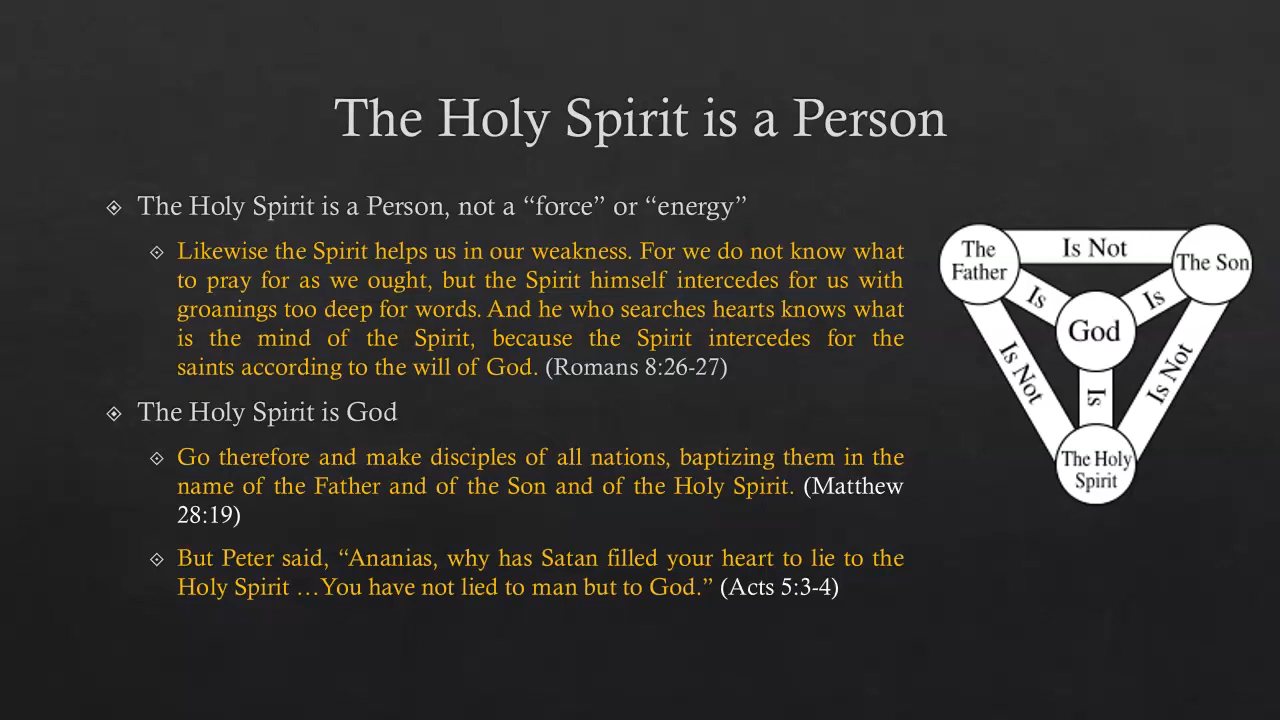 The Holy Spirit is a Person
The Holy Spirit is a Person, not a “force” or “energy”
Likewise the Spirit helps us in our weakness. For we do not know what
to pray for as we ought, but the Spirit himself intercedes for us with
groanings too deep for words. And he who searches hearts knows what
is the mind of the Spirit, because the Spirit intercedes for the
saints according to the will of God. (Romans 8:26-27)
The Holy Spirit is God
Go therefore and make disciples of all nations, baptizing them in the
name of the Father and of the Son and of the Holy Spirit. (Matthew
28:19)
But Peter said, “Ananias, why has Satan filled your heart to lie to the
Holy Spirit …You have not lied to man but to God.” (Acts 5:3-4)
The
Father
Is Not
The Son
Is
Is
God
Is Not
Is
Is Not
The Holy
Spirit